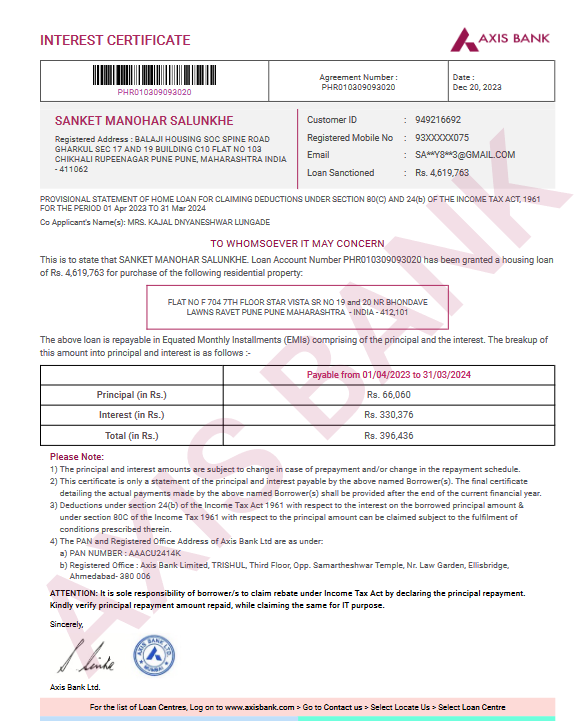 INTEREST CERTIFICATE
AXIS BANK
PHR010309093020
Agreement Number :
PHR010309093020
Date :
Dec 20, 2023
SANKET MANOHAR SALUNKHE
Registered Address : BALAJI HOUSING SOC SPINE ROAD
GHARKUL SEC 17 AND 19 BUILDING C10 FLAT NO 103
CHIKHALI RUPEENAGAR PUNE PUNE, MAHARASHTRA INDIA
- 411062
Customer ID : 949216692
Registered Mobile No : 93XXXXX075
Email : SA**Y8**3@GMAIL.COM
Loan Sanctioned : Rs. 4,619,763
PROVISIONAL STATEMENT OF HOME LOAN FOR CLAIMING DEDUCTIONS UNDER SECTION 80(C) AND 24(b) OF THE INCOME TAX ACT, 1961
FOR THE PERIOD 01 Apr 2023 TO 31 Mar 2024
Co Applicant's Name(s): MRS. KAJAL DNYANESHWAR LUNGADE
TO WHOMSOEVER IT MAY CONCERN
This is to state that SANKET MANOHAR SALUNKHE. Loan Account Number PHR010309093020 has been granted a housing loan
of Rs. 4,619,763 for purchase of the following residential property:
FLAT NO F 704 7TH FLOOR STAR VISTA SR NO 19 and 20 NR BHONDAVE
LAWNS RAVET PUNE PUNE MAHARASHTRA - INDIA - 412,101
The above loan is repayable in Equated Monthly Installments (EMIs) comprising of the principal and the interest. The breakup of
this amount into principal and interest is as follows :-
Payable from 01/04/2023 to 31/03/2024
Principal (in Rs.) Rs. 66,060
Interest (in Rs.) Rs. 330,376
Total (in Rs.) Rs. 396,436
Please Note:
1) The principal and interest amounts are subject to change in case of prepayment and/or change in the repayment schedule.
2) This certificate is only a statement of the principal and interest payable by the above named Borrower(s). The final certificate
detailing the actual payments made by the above named Borrower(s) shall be provided after the end of the current financial year.
3) Deductions under section 24(b) of the Income Tax Act 1961 with respect to the interest on the borrowed principal amount &
under section 80C of the Income Tax 1961 with respect to the principal amount can be claimed subject to the fulfilment of
conditions prescribed therein.
4) The PAN and Registered Office Address of Axis Bank Ltd are as under:
a) PAN NUMBER : AAACU2414K
b) Registered Office : Axis Bank Limited, TRISHUL, Third Floor, Opp. Samartheshwar Temple, Nr. Law Garden, Ellisbridge,
Ahmedabad- 380 006
ATTENTION: It is sole responsibility of borrower/s to claim rebate under Income Tax Act by declaring the principal repayment.
Kindly verify principal repayment amount repaid, while claiming the same for IT purpose.
Sincerely,
AXIS BANK LTD
MUMBAI
Axis Bank Ltd.
For the list of Loan Centres, Log on to www.axisbank.com > Go to Contact us > Select Locate Us > Select Loan Centre
AXIS BANK